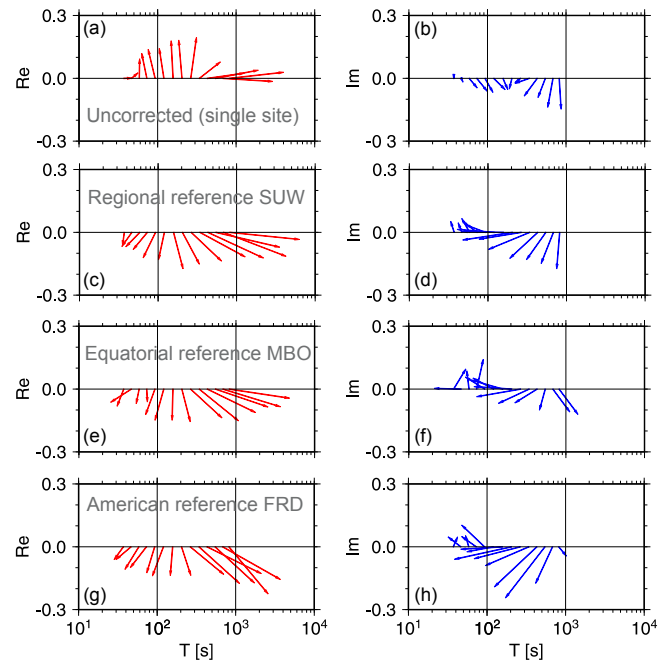 (a)
(b)
0.3
0.3
Re
0.0
Im
0.0
Uncorrected (single site)
-0.3
-0.3
0.3
0.3
Regional reference SUW
Re
0.0
Im
0.0
(c)
(d)
-0.3
-0.3
0.3
0.3
Equatorial reference MBO
Re
0.0
Im
0.0
(e)
(f)
-0.3
-0.3
0.3
0.3
American reference FRD
Re
0.0
Im
0.0
(g)
(h)
-0.3
-0.3
10¹ 10² 10³ 10⁴
10¹ 10² 10³ 10⁴
T [s]
T [s]